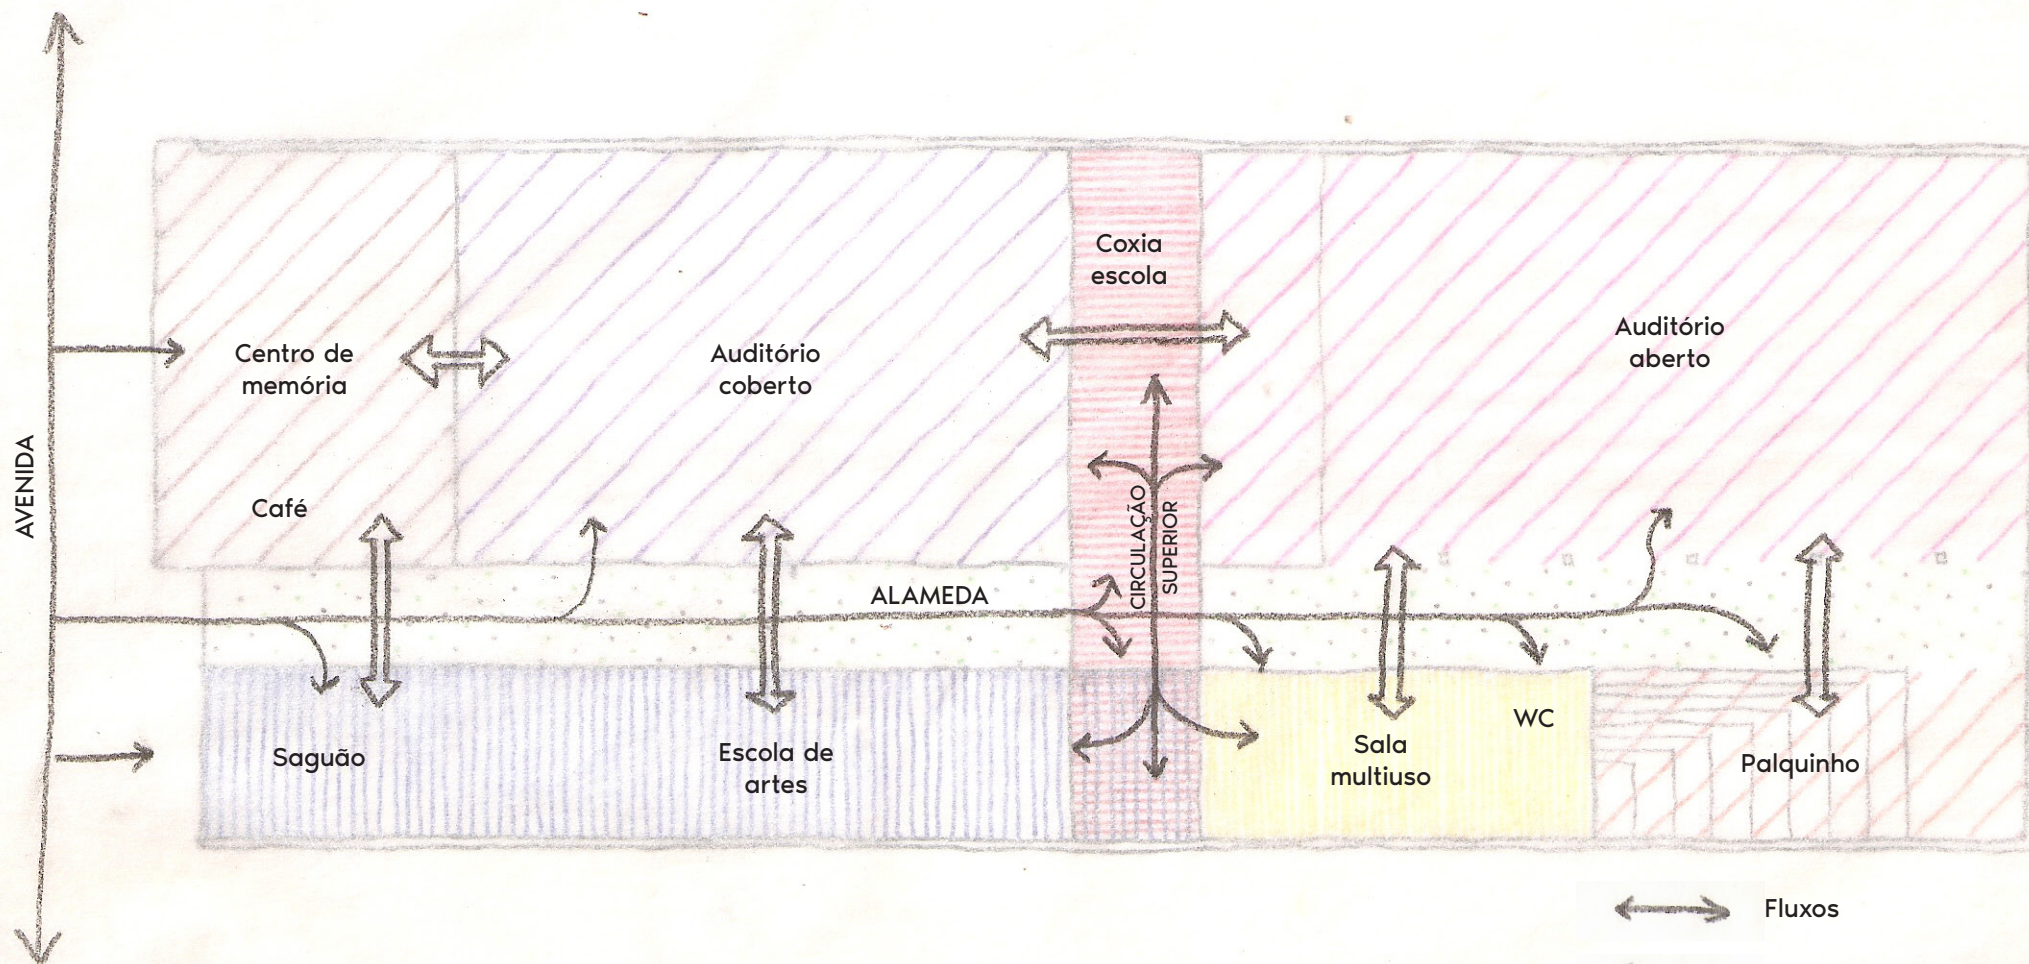 AVENIDA
Centro de
memória
Café
Auditório
coberto
Coxia
escola
Auditório
aberto
CIRCULAÇÃO
SUPERIOR
ALAMEDA
Saguão
Escola de
artes
Sala
multiuso
WC
Palquinho
Fluxos